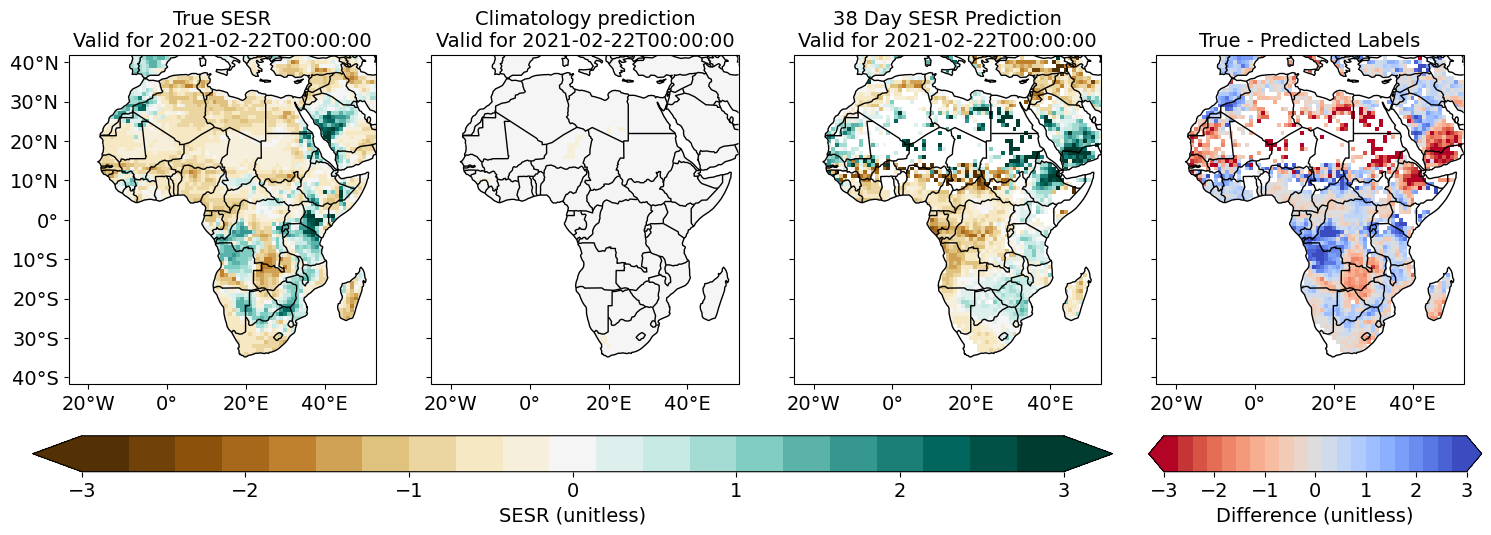 True SESR
Valid for 2021-02-22T00:00:00
Climatology prediction
Valid for 2021-02-22T00:00:00
38 Day SESR Prediction
Valid for 2021-02-22T00:00:00
True - Predicted Labels
40°N
30°N
20°N
10°N
0°
10°S
20°S
30°S
40°S
20°W 0° 20°E 40°E
20°W 0° 20°E 40°E
20°W 0° 20°E 40°E
20°W 0° 20°E 40°E
−3 −2 −1 0 1 2 3
SESR (unitless)
−3 −2 −1 0 1 2 3
Difference (unitless)